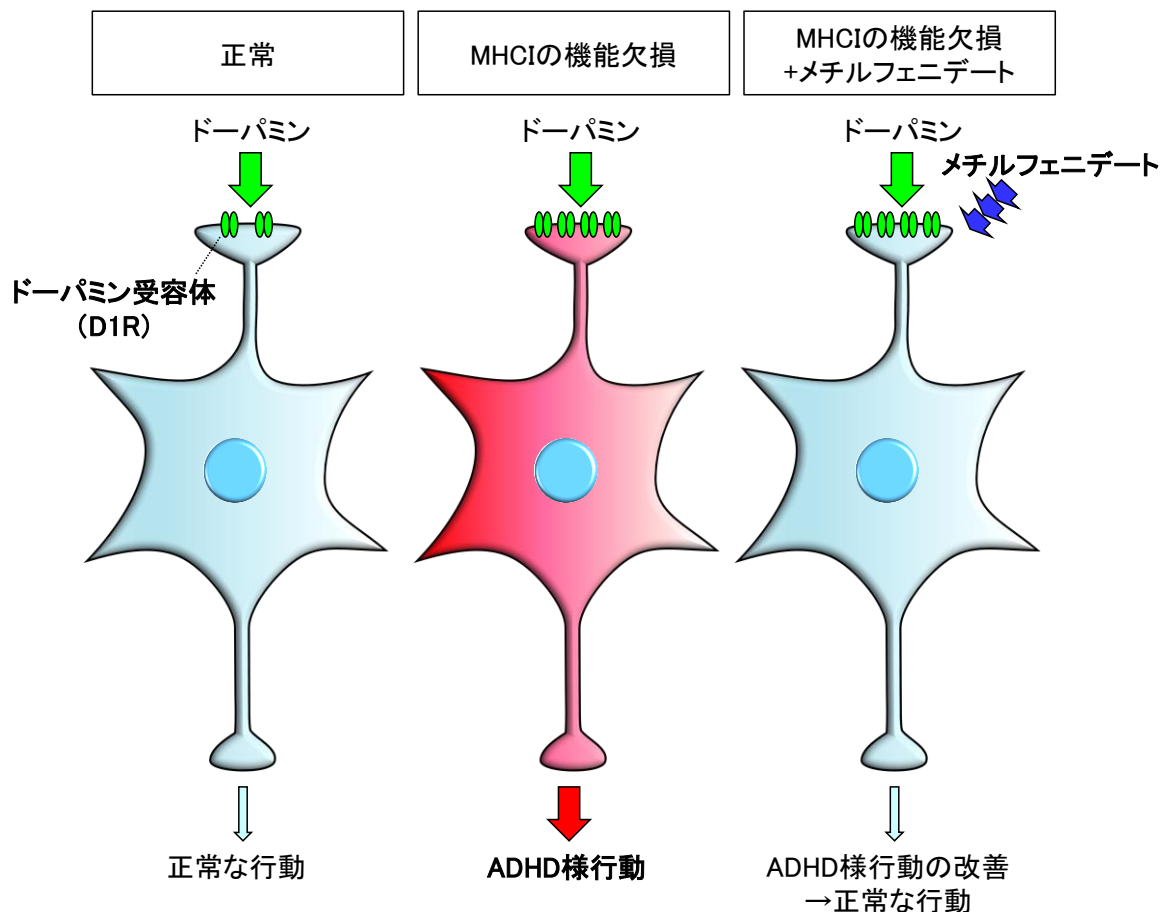 正常
MHCIの機能欠損
MHCIの機能欠損
+メチルフェニデート
ドーパミン
ドーパミン
ドーパミン
メチルフェニデート
ドーパミン受容体
(D1R)
正常な行動
ADHD様行動
ADHD様行動の改善
→正常な行動